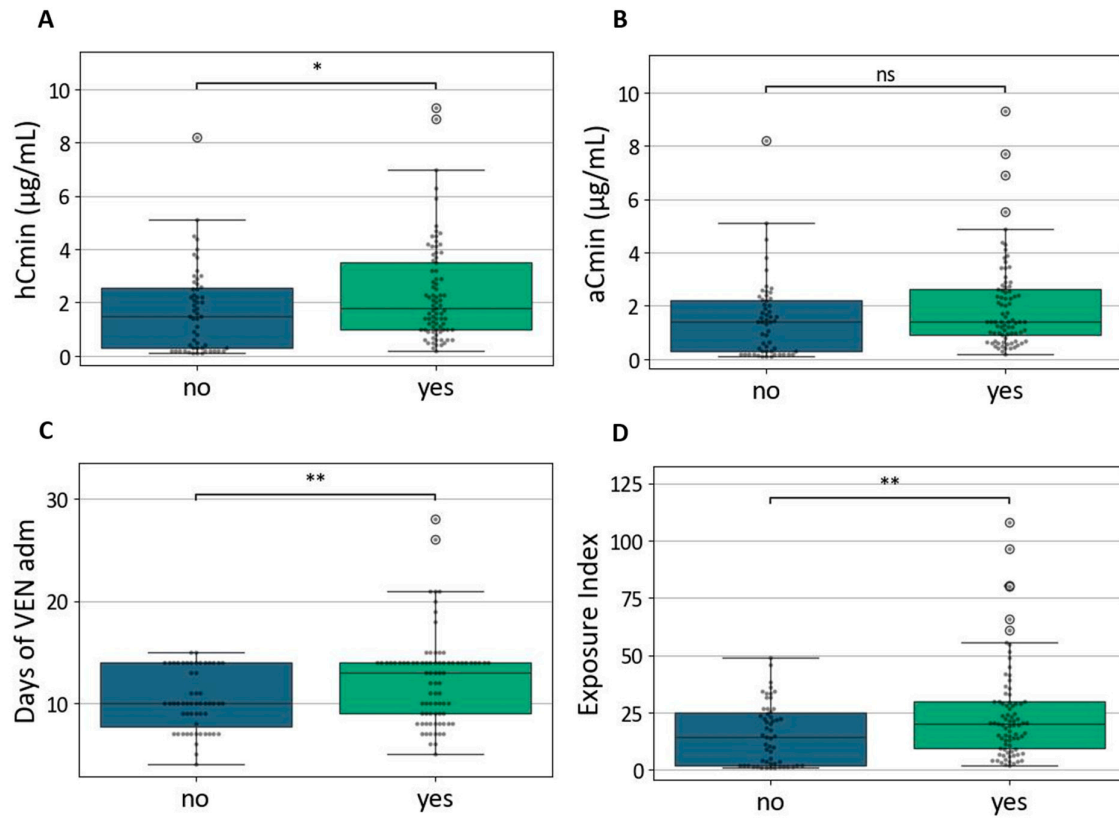 A
hCmin (µg/mL)
10
8
6
4
2
0
*
no
yes
B
aCmin (µg/mL)
10
8
6
4
2
0
ns
no
yes
C
Days of VEN adm
30
20
10
**
no
yes
D
Exposure Index
125
100
75
50
25
0
**
no
yes